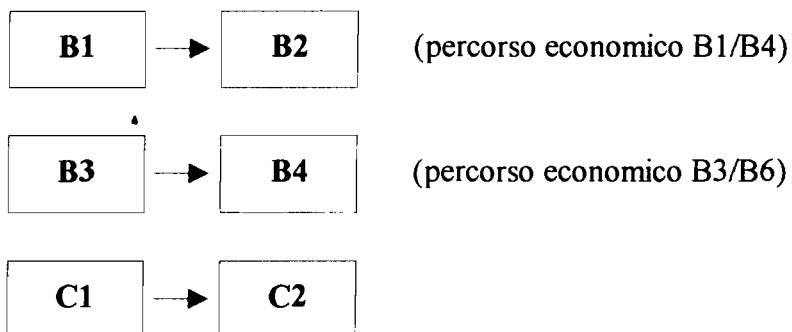 B1 B2 (percorso economico B1/B4)
B3 B4 (percorso economico B3/B6)
C1 C2